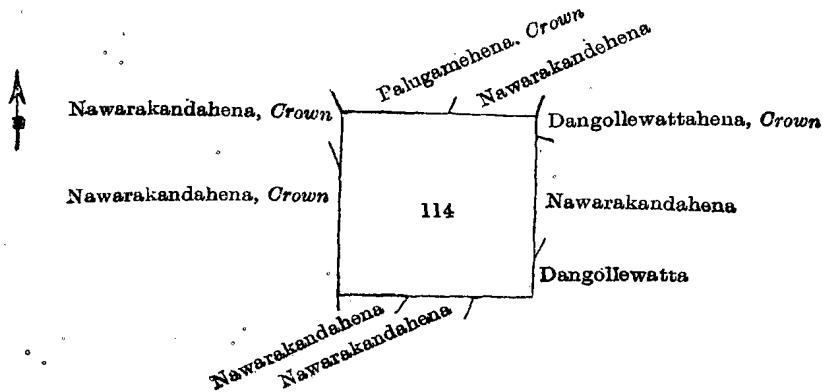 Palugamehena. Crown
Nawarakandehena
Nawarakandahena, Crown
Dangollewattahena, Crown
Nawarakandahena, Crown
Nawarakandahena
114
Dangollewatta
Nawarakandahena
Nawarakandahena